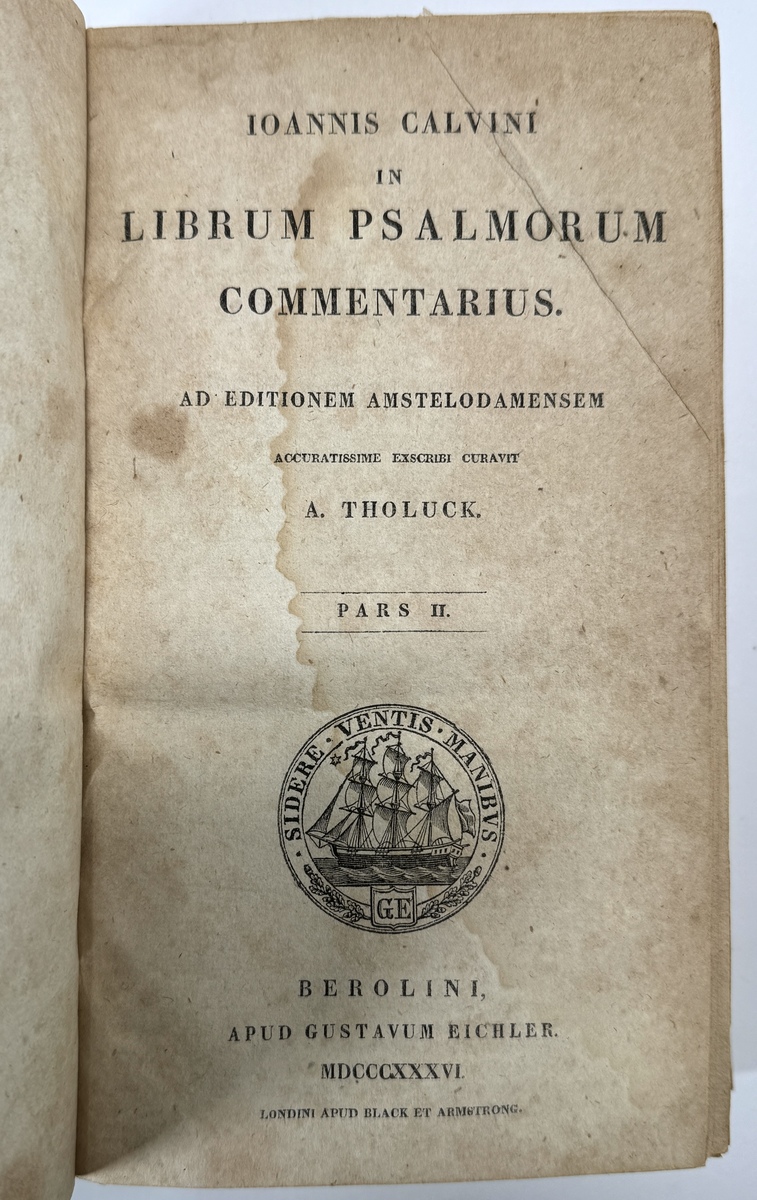 IOANNIS CALVINI
IN
LIBRUM PSALMORUM
COMMENTARIUS.
AD EDITIONEM AMSTELODAMENSEM
ACCURATISSIME EXSCRIBI CURAVIT
A. THOLUCK.
PARS II.
SIDERE · VENTIS · MANIBVS ·
GE
BEROLINI,
APUD GUSTAVUM EICHLER.
MDCCCXXXVI.
LONDINI APUD BLACK ET ARMSTRONG.